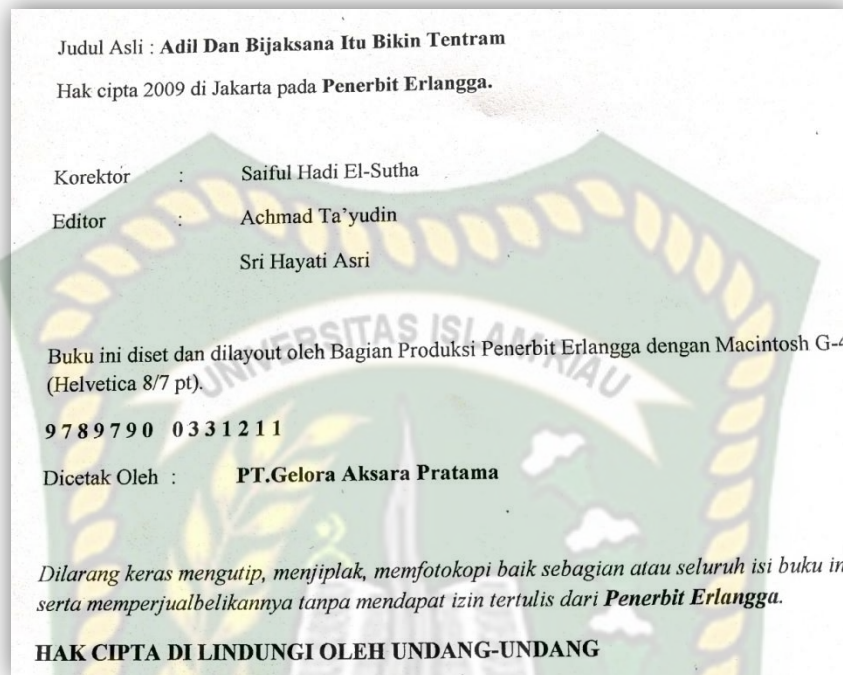 Judul Asli : Adil Dan Bijaksana Itu Bikin Tentram
Hak cipta 2009 di Jakarta pada Penerbit Erlangga.
Korektor : Saiful Hadi El-Sutha
Editor : Achmad Ta'yudin
Sri Hayati Asri
UNIVERSITAS ISLAM RIAU
Buku ini diset dan dilayout oleh Bagian Produksi Penerbit Erlangga dengan Macintosh G-4
(Helvetica 8/7 pt).
9789790 0331211
Dicetak Oleh : PT.Gelora Aksara Pratama
Dilarang keras mengutip, menjiplak, memfotokopi baik sebagian atau seluruh isi buku in
serta memperjualbelikannya tanpa mendapat izin tertulis dari Penerbit Erlangga.
HAK CIPTA DI LINDUNGI OLEH UNDANG-UNDANG